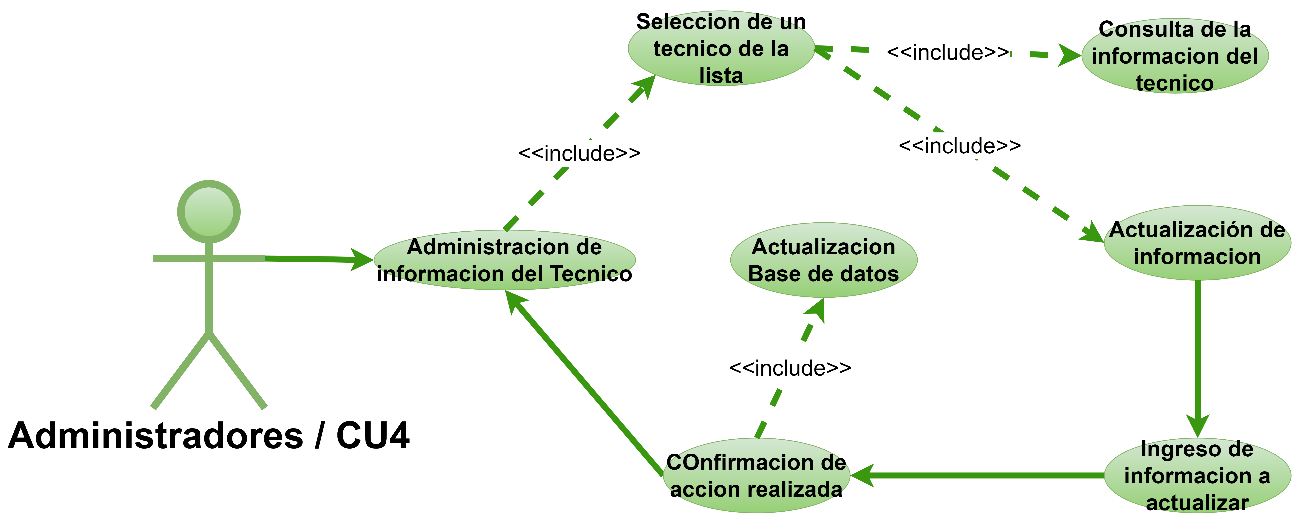 Seleccion de un
tecnico de la
lista
<<include>>
Consulta de la
informacion del
tecnico
<<include>>
<<include>>
Administracion de
informacion del Tecnico
Actualizacion
Base de datos
Actualización de
informacion
<<include>>
Administradores / CU4
COnfirmacion de
accion realizada
Ingreso de
informacion a
actualizar